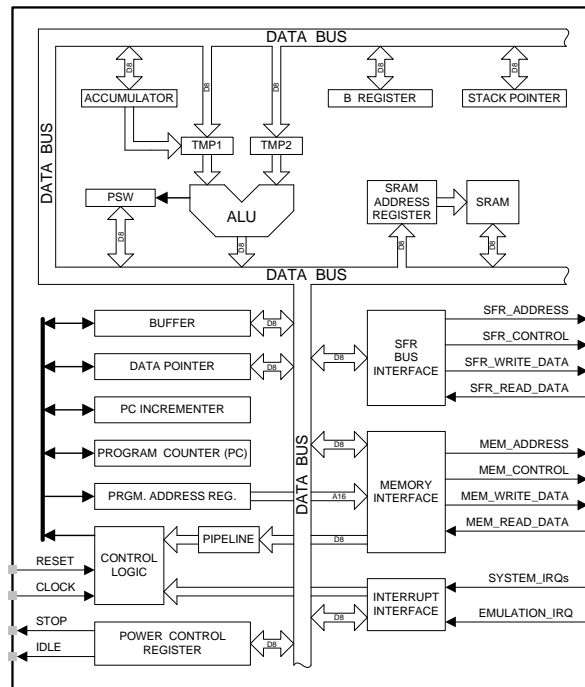 DATA BUS
D8
D8
D8
D8
D8
ACCUMULATOR
B REGISTER
STACK POINTER
DATA BUS
TMP1
TMP2
PSW
ALU
SRAM
ADDRESS
REGISTER
SRAM
D8
D8
D8
D8
DATA BUS
BUFFER
D8
SFR
BUS
INTERFACE
D8
SFR_ADDRESS
SFR_CONTROL
SFR_WRITE_DATA
SFR_READ_DATA
DATA POINTER
D8
PC INCREMENTER
PROGRAM COUNTER (PC)
DATA BUS
D8
MEMORY
INTERFACE
MEM_ADDRESS
MEM_CONTROL
MEM_WRITE_DATA
MEM_READ_DATA
PRGM. ADDRESS REG.
A16
PIPELINE
D8
CONTROL
LOGIC
RESET
CLOCK
INTERRUPT
INTERFACE
SYSTEM_IRQs
EMULATION_IRQ
D8
STOP
IDLE
POWER CONTROL
REGISTER
D8